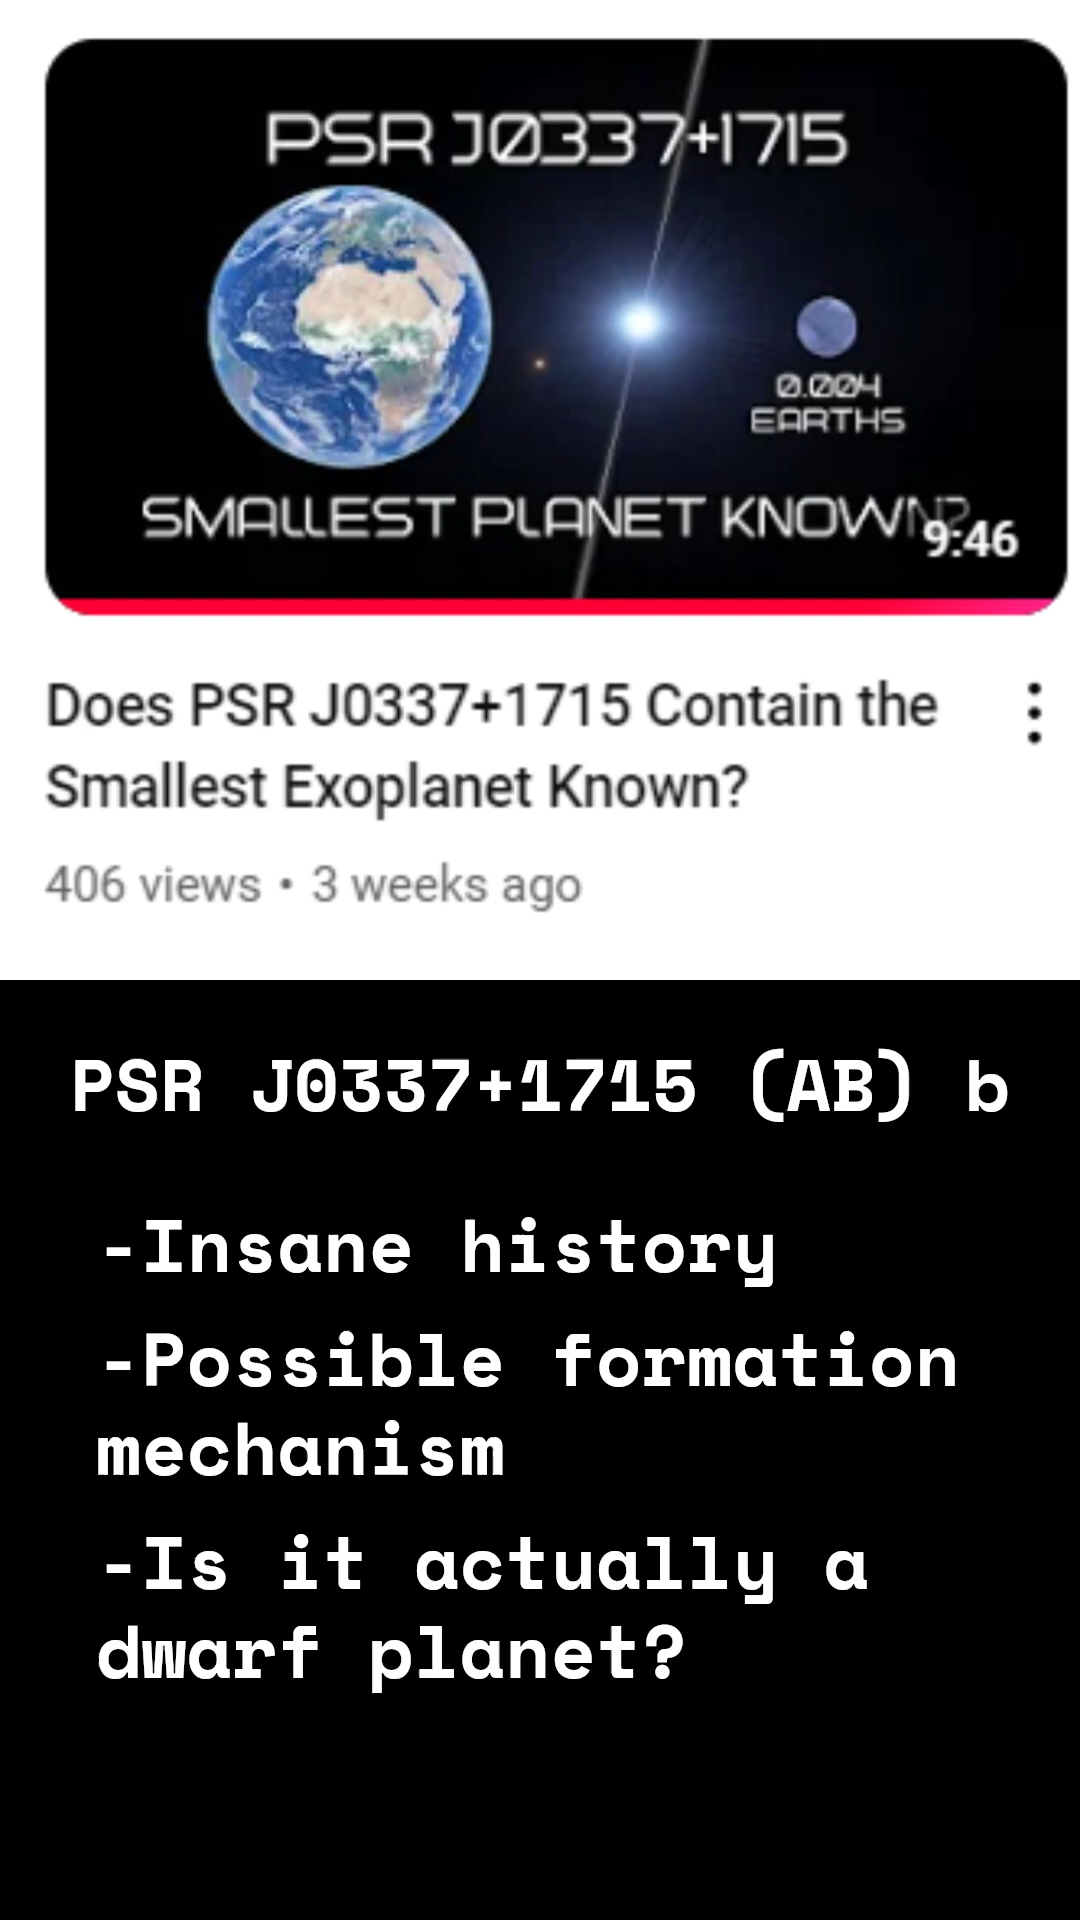 PSR J0337+1715
0.004
EARTHS
SMALLEST PLANET KNOWN?
9:46
Does PSR J0337+1715 Contain the
Smallest Exoplanet Known?
406 views • 3 weeks ago
PSR J0337+1715 (AB) b
-Insane history
-Possible formation
mechanism
-Is it actually a
dwarf planet?